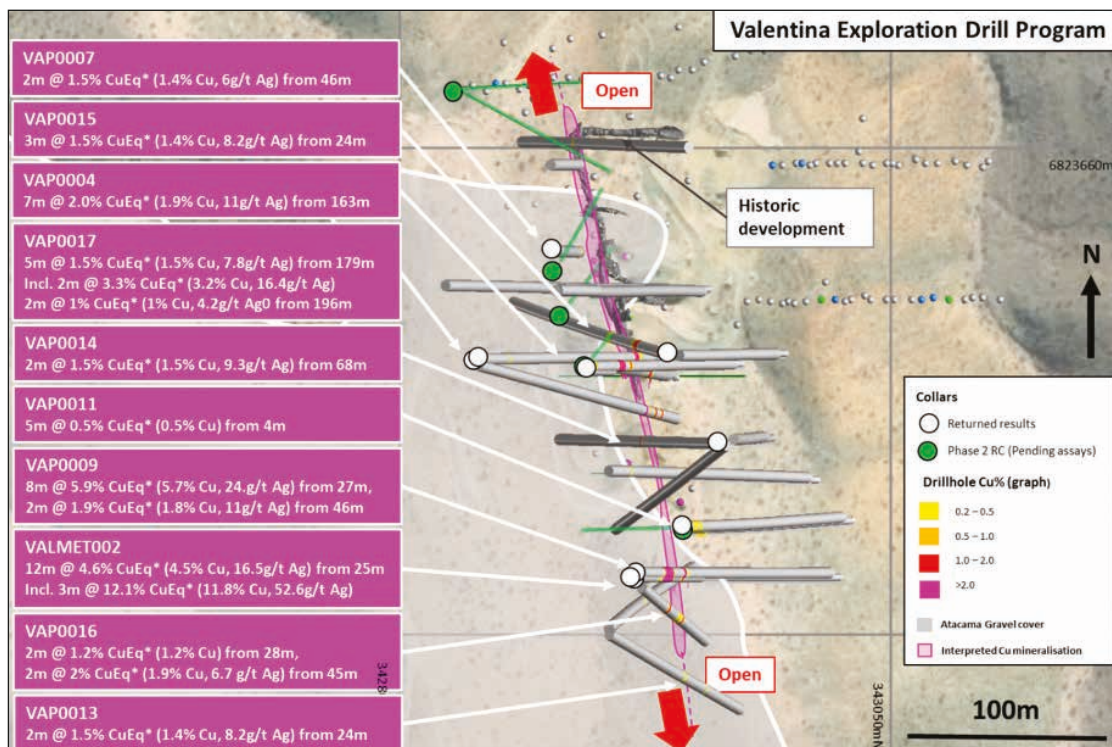 Valentina Exploration Drill Program
VAP0007
2m @ 1.5% CuEq* (1.4% Cu, 6g/t Ag) from 46m
VAP0015
3m @ 1.5% CuEq* (1.4% Cu, 8.2g/t Ag) from 24m
VAP0004
7m @ 2.0% CuEq* (1.9% Cu, 11g/t Ag) from 163m
VAP0017
5m @ 1.5% CuEq* (1.5% Cu, 7.8g/t Ag) from 179m
Incl. 2m @ 3.3% CuEq* (3.2% Cu, 16.4g/t Ag)
2m @ 1% CuEq* (1% Cu, 4.2g/t Ag0 from 196m
VAP0014
2m @ 1.5% CuEq* (1.5% Cu, 9.3g/t Ag) from 68m
VAP0011
5m @ 0.5% CuEq* (0.5% Cu) from 4m
VAP0009
8m @ 5.9% CuEq* (5.7% Cu, 24.g/t Ag) from 27m,
2m @ 1.9% CuEq* (1.8% Cu, 11g/t Ag) from 46m
VALMET002
12m @ 4.6% CuEq* (4.5% Cu, 16.5g/t Ag) from 25m
Incl. 3m @ 12.1% CuEq* (11.8% Cu, 52.6g/t Ag)
VAP0016
2m @ 1.2% CuEq* (1.2% Cu) from 28m,
2m @ 2% CuEq* (1.9% Cu, 6.7 g/t Ag) from 45m
VAP0013
2m @ 1.5% CuEq* (1.4% Cu, 8.2g/t Ag) from 24m
Open
6823660m
Historic
development
N
Collars
Returned results
Phase 2 RC (Pending assays)
Drillhole Cu% (graph)
0.2 – 0.5
0.5 – 1.0
1.0 – 2.0
>2.0
Atacama Gravel cover
Interpreted Cu mineralisation
Open
3428
343050mN
100m